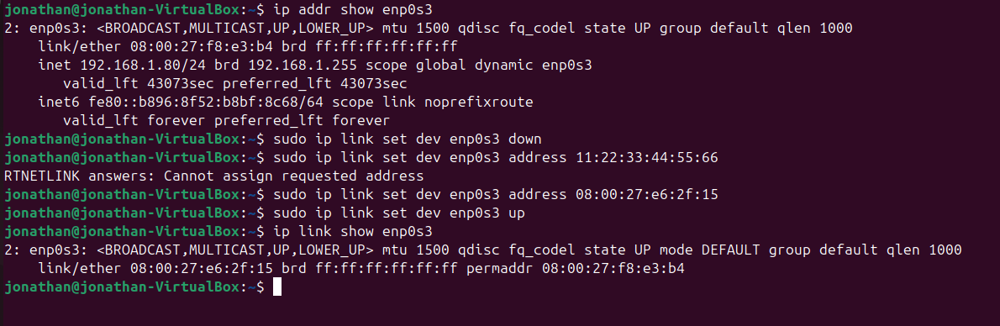 jonathan@jonathan-VirtualBox:~$ ip addr show enp0s3
2: enp0s3: <BROADCAST,MULTICAST,UP,LOWER_UP> mtu 1500 qdisc fq_codel state UP group default qlen 1000
    link/ether 08:00:27:f8:e3:b4 brd ff:ff:ff:ff:ff:ff
    inet 192.168.1.80/24 brd 192.168.1.255 scope global dynamic enp0s3
       valid_lft 43073sec preferred_lft 43073sec
    inet6 fe80::b896:8f52:b8bf:8c68/64 scope link noprefixroute
       valid_lft forever preferred_lft forever
jonathan@jonathan-VirtualBox:~$ sudo ip link set dev enp0s3 down
jonathan@jonathan-VirtualBox:~$ sudo ip link set dev enp0s3 address 11:22:33:44:55:66
RTNETLINK answers: Cannot assign requested address
jonathan@jonathan-VirtualBox:~$ sudo ip link set dev enp0s3 address 08:00:27:e6:2f:15
jonathan@jonathan-VirtualBox:~$ sudo ip link set dev enp0s3 up
jonathan@jonathan-VirtualBox:~$ ip link show enp0s3
2: enp0s3: <BROADCAST,MULTICAST,UP,LOWER_UP> mtu 1500 qdisc fq_codel state UP mode DEFAULT group default qlen 1000
    link/ether 08:00:27:e6:2f:15 brd ff:ff:ff:ff:ff:ff permaddr 08:00:27:f8:e3:b4
jonathan@jonathan-VirtualBox:~$